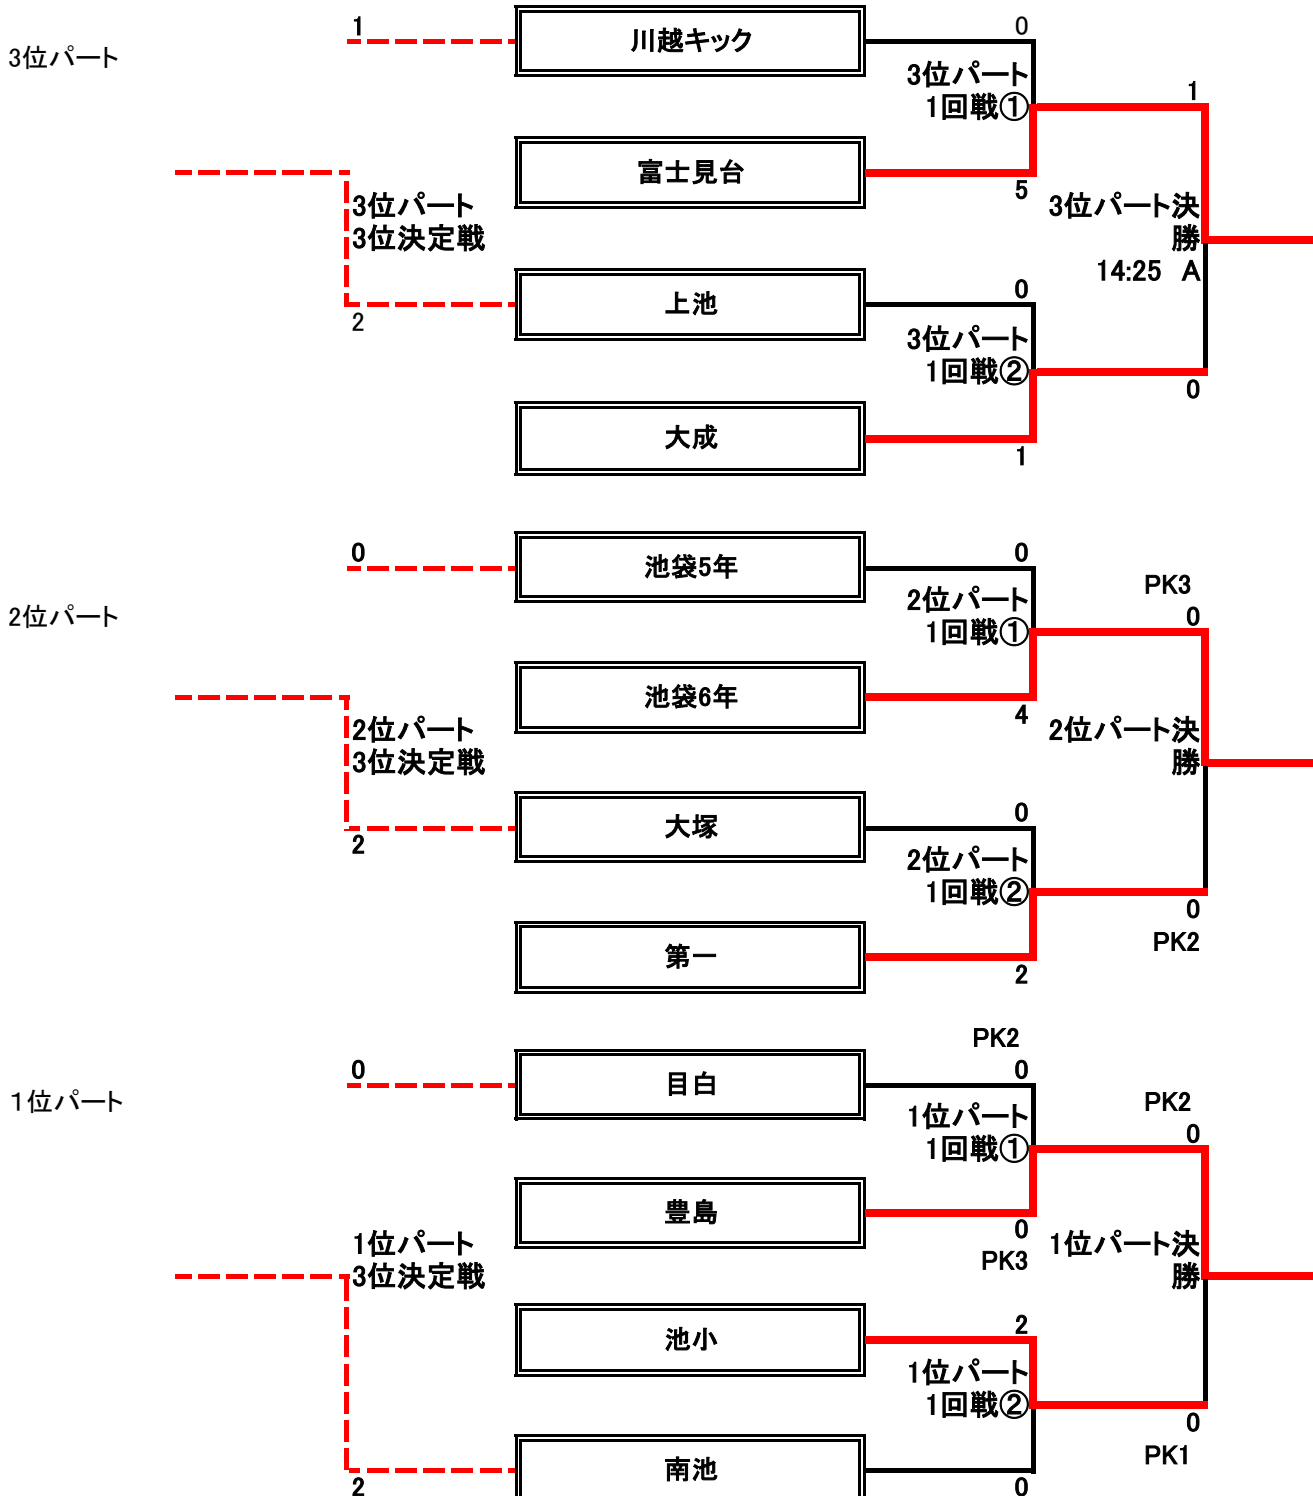 1
川越キック
0
3位パート
3位パート
1回戦①
1
富士見台
5
3位パート
3位決定戦
3位パート決
勝
14:25 A
2
上池
0
3位パート
1回戦②
0
大成
1
0
池袋5年
0
PK3
2位パート
2位パート
1回戦①
0
池袋6年
4
2位パート
3位決定戦
2位パート決
勝
2
大塚
0
2位パート
1回戦②
0
PK2
第一
2
PK2
0
目白
0
1位パート
PK2
1位パート
1回戦①
0
豊島
0
PK3
1位パート
3位決定戦
1位パート決
勝
池小
2
1位パート
1回戦②
0
PK1
2
南池
0